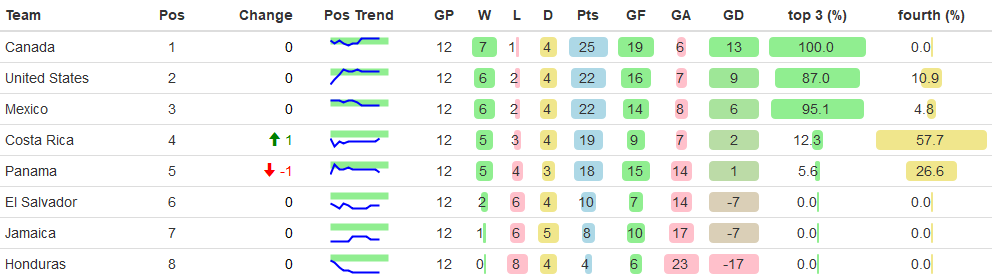 Team Pos Change Pos Trend GP W L D Pts GF GA GD top 3 (%) fourth (%)
Canada 1 0 12 7 1 4 25 19 6 13 100.0 0.0
United States 2 0 12 6 2 4 22 16 7 9 87.0 10.9
Mexico 3 0 12 6 2 4 22 14 8 6 95.1 4.8
Costa Rica 4 1 12 5 3 4 19 9 7 2 12.3 57.7
Panama 5 -1 12 5 4 3 18 15 14 1 5.6 26.6
El Salvador 6 0 12 2 6 4 10 7 14 -7 0.0 0.0
Jamaica 7 0 12 1 6 5 8 10 17 -7 0.0 0.0
Honduras 8 0 12 0 8 4 4 6 23 -17 0.0 0.0